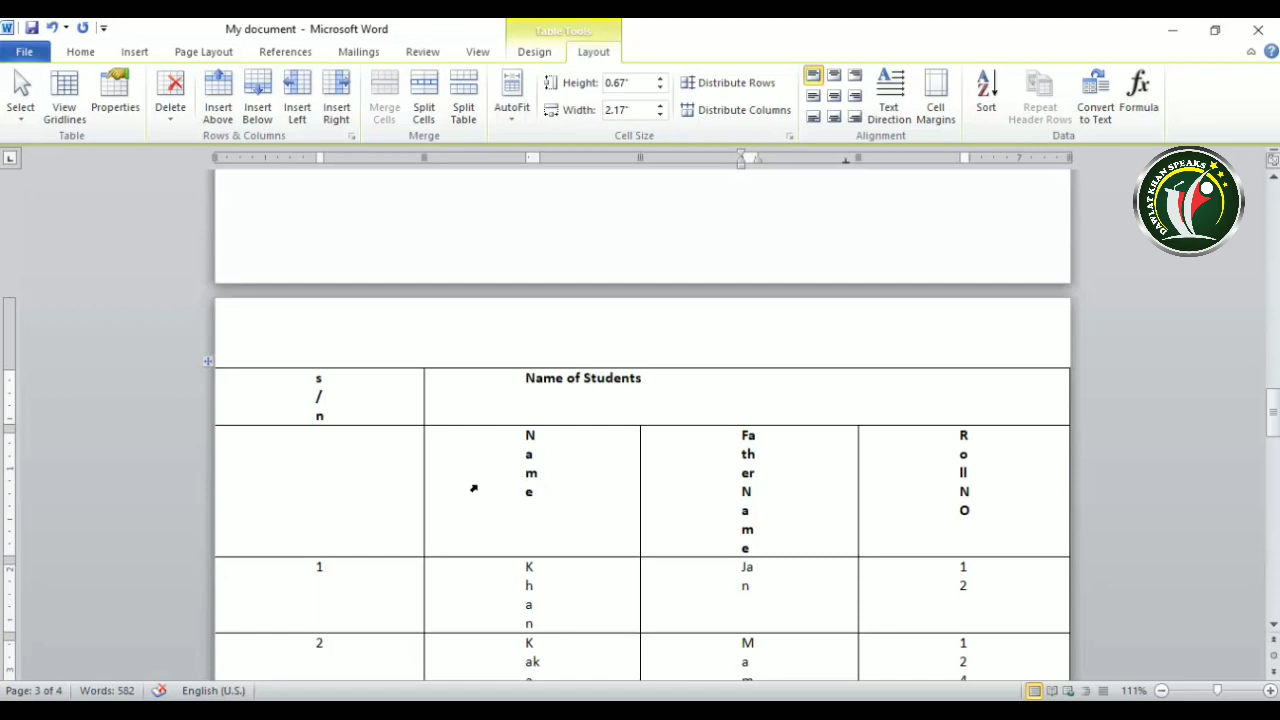 My document - Microsoft Word
Table Tools
File Home Insert Page Layout References Mailings Review View Design Layout
Select
View Gridlines
Properties
Delete
Insert Above
Insert Below
Insert Left
Insert Right
Merge Cells
Split Cells
Split Table
AutoFit
Height: 0.67"
Width: 2.17"
Distribute Rows
Distribute Columns
Text Direction
Cell Margins
Sort
Repeat Header Rows
Convert to Text
Formula
Table Rows & Columns Merge Cell Size Alignment Data
7
DAWLAT KHAN SPEAKS
s
/
n
Name of Students
N
a
m
e
Fa
th
er
N
a
m
e
R
o
ll
N
O
1
K
h
a
n
Ja
n
1
2
2
K
ak
M
a
1
2
Page: 3 of 4 Words: 582 English (U.S.) 111%